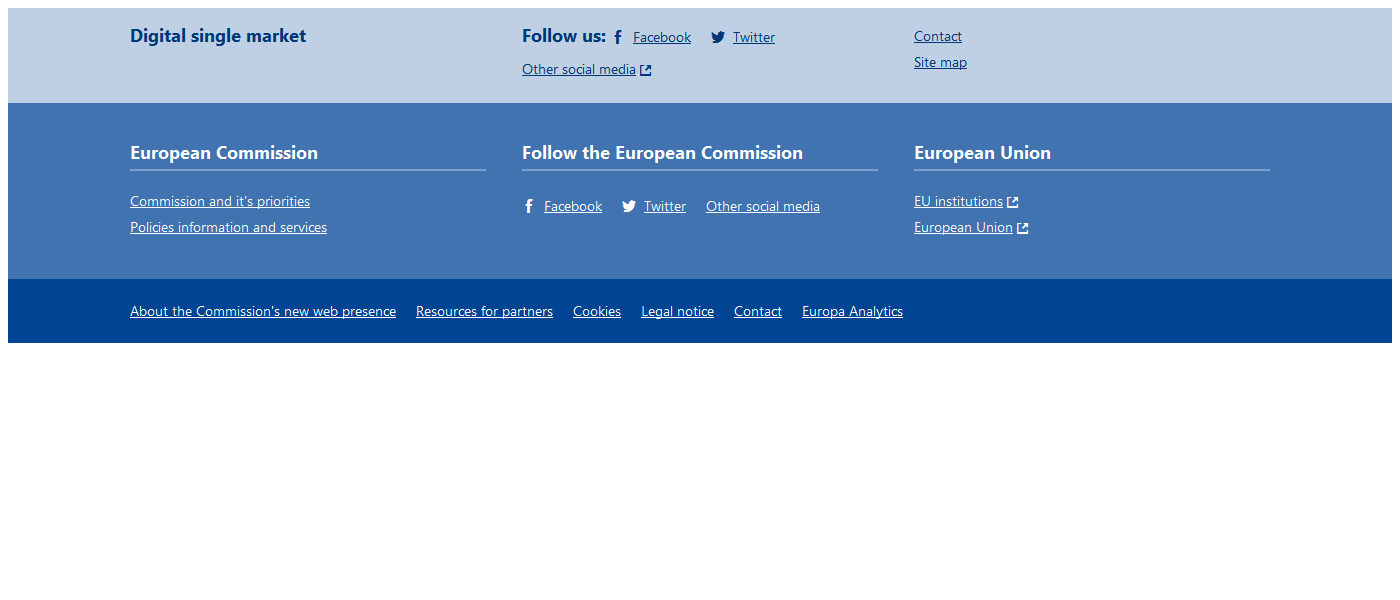 Digital single market
Follow us: Facebook Twitter
Other social media
Contact
Site map
European Commission
Commission and it's priorities
Policies information and services
Follow the European Commission
Facebook Twitter Other social media
European Union
EU institutions
European Union
About the Commission's new web presence Resources for partners Cookies Legal notice Contact Europa Analytics